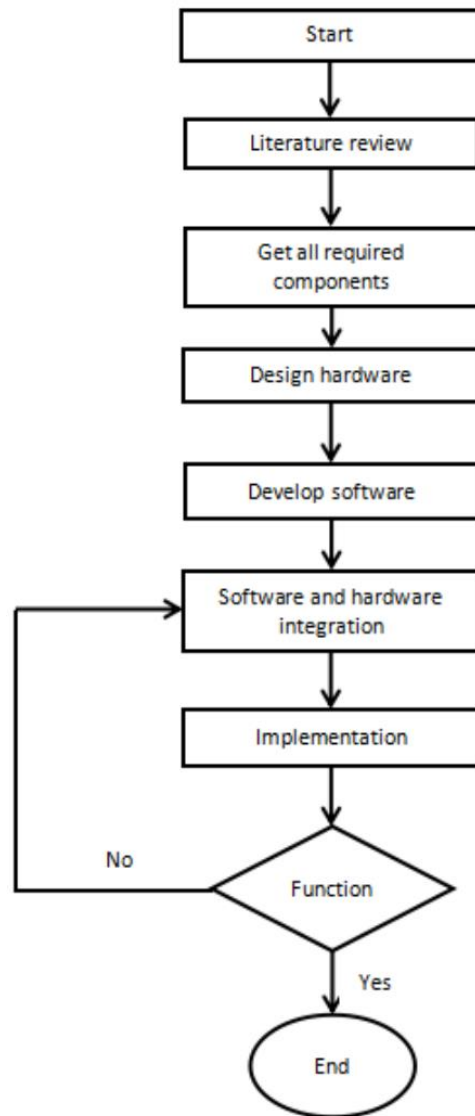 Start
Literature review
Get all required
components
Design hardware
Develop software
Software and hardware
integration
Implementation
Function
No
Yes
End